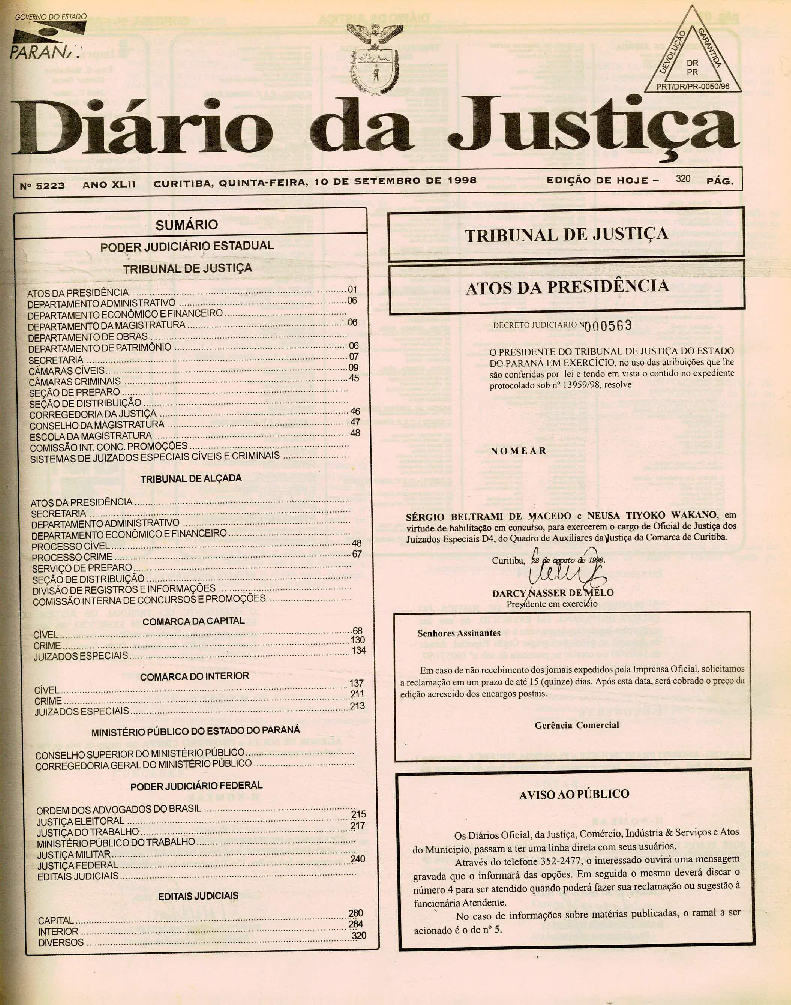 GOVERNO DO ESTADO
PARANÁ
DEVOLUÇÃO
GARANTIDA
DR
PR
PRT/DR/PR-0050/96
Diário da Justiça
Nº 5223 ANO XLII CURITIBA, QUINTA-FEIRA, 10 DE SETEMBRO DE 1998 EDIÇÃO DE HOJE – 320 PÁG.
SUMÁRIO
PODER JUDICIÁRIO ESTADUAL
TRIBUNAL DE JUSTIÇA
ATOS DA PRESIDÊNCIA ........ 01
DEPARTAMENTO ADMINISTRATIVO ........ 06
DEPARTAMENTO ECONÔMICO E FINANCEIRO ........
DEPARTAMENTO DA MAGISTRATURA ........ 06
DEPARTAMENTO DE OBRAS ........
DEPARTAMENTO DE PATRIMÔNIO ........ 06
SECRETARIA ........ 07
CÂMARAS CÍVEIS ........ 09
CÂMARAS CRIMINAIS ........ 45
SEÇÃO DE PREPARO ........
SEÇÃO DE DISTRIBUIÇÃO ........
CORREGEDORIA DA JUSTIÇA ........ 46
CONSELHO DA MAGISTRATURA ........ 47
ESCOLA DA MAGISTRATURA ........ 48
COMISSÃO INT. CONC. PROMOÇÕES ........
SISTEMAS DE JUIZADOS ESPECIAIS CÍVEIS E CRIMINAIS ........
TRIBUNAL DE ALÇADA
ATOS DA PRESIDÊNCIA ........
SECRETARIA ........
DEPARTAMENTO ADMINISTRATIVO ........
DEPARTAMENTO ECONÔMICO E FINANCEIRO ........
PROCESSO CÍVEL ........ 48
PROCESSO CRIME ........ 67
SERVIÇO DE PREPARO ........
SEÇÃO DE DISTRIBUIÇÃO ........
DIVISÃO DE REGISTROS E INFORMAÇÕES ........
COMISSÃO INTERNA DE CONCURSOS E PROMOÇÕES ........
COMARCA DA CAPITAL
CÍVEL ........ 68
CRIME ........ 130
JUIZADOS ESPECIAIS ........ 134
COMARCA DO INTERIOR
CÍVEL ........ 137
CRIME ........ 211
JUIZADOS ESPECIAIS ........ 213
MINISTÉRIO PÚBLICO DO ESTADO DO PARANÁ
CONSELHO SUPERIOR DO MINISTÉRIO PÚBLICO ........
CORREGEDORIA GERAL DO MINISTÉRIO PÚBLICO ........
PODER JUDICIÁRIO FEDERAL
ORDEM DOS ADVOGADOS DO BRASIL ........
JUSTIÇA ELEITORAL ........ 215
JUSTIÇA DO TRABALHO ........ 217
MINISTÉRIO PÚBLICO DO TRABALHO ........
JUSTIÇA MILITAR ........
JUSTIÇA FEDERAL ........ 240
EDITAIS JUDICIAIS ........
EDITAIS JUDICIAIS
CAPITAL ........ 280
INTERIOR ........ 284
DIVERSOS ........ 320
TRIBUNAL DE JUSTIÇA
ATOS DA PRESIDÊNCIA
DECRETO JUDICIÁRIO Nº 000563
O PRESIDENTE DO TRIBUNAL DE JUSTIÇA DO ESTADO
DO PARANÁ EM EXERCÍCIO, no uso das atribuições que lhe
são conferidas por lei e tendo em vista o contido no expediente
protocolado sob nº 13959/98, resolve
N O M E A R
SÉRGIO BELTRAMI DE MACEDO e NEUSA TIYOKO WAKANO, em
virtude de habilitação em concurso, para exercerem o cargo de Oficial de Justiça dos
Juizados Especiais D4, do Quadro de Auxiliares da Justiça da Comarca de Curitiba.
Curitiba, 28 de agosto de 1998.
DARCY NASSER DE MELO
Presidente em exercício
Senhores Assinantes
Em caso de não recebimento dos jornais expedidos pela Imprensa Oficial, solicitamos
a reclamação em um prazo de até 15 (quinze) dias. Após esta data, será cobrado o preço da
edição acrescido dos encargos postais.
Gerência Comercial
AVISO AO PÚBLICO
Os Diários Oficial, da Justiça, Comércio, Indústria & Serviços e Atos
do Município, passam a ter uma linha direta com seus usuários.
Através do telefone 352-2477, o interessado ouvirá uma mensagem
gravada que o informará das opções. Em seguida o mesmo deverá discar o
número 4 para ser atendido quando poderá fazer sua reclamação ou sugestão à
funcionária Atendente.
No caso de informações sobre matérias publicadas, o ramal a ser
acionado é o de nº 5.